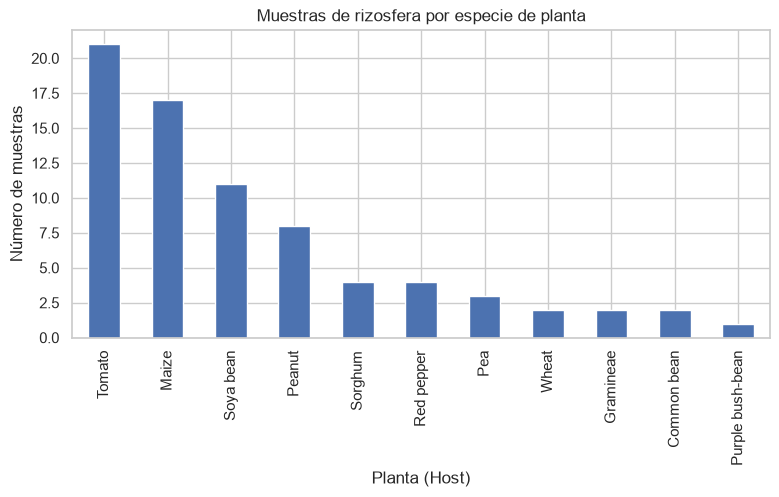 Muestras de rizosfera por especie de planta
Número de muestras
20.0
17.5
15.0
12.5
10.0
7.5
5.0
2.5
0.0
Tomato
Maize
Soya bean
Peanut
Sorghum
Red pepper
Pea
Wheat
Gramineae
Common bean
Purple bush-bean
Planta (Host)